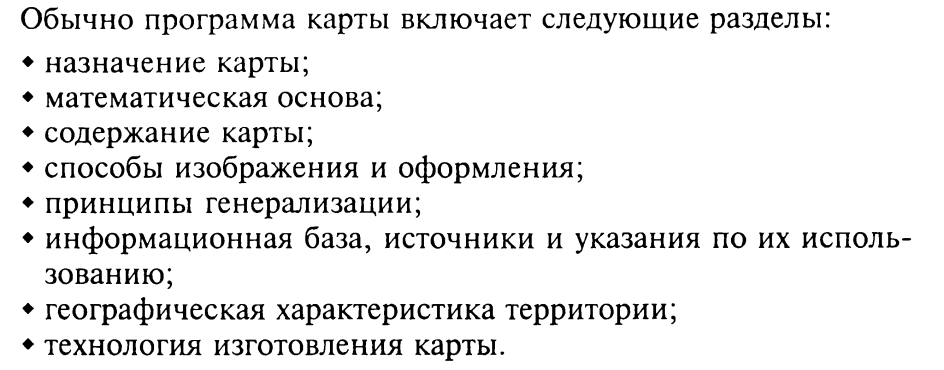 Обычно программа карты включает следующие разделы:
◆ назначение карты;
◆ математическая основа;
◆ содержание карты;
◆ способы изображения и оформления;
◆ принципы генерализации;
◆ информационная база, источники и указания по их исполь-
зованию;
◆ географическая характеристика территории;
◆ технология изготовления карты.